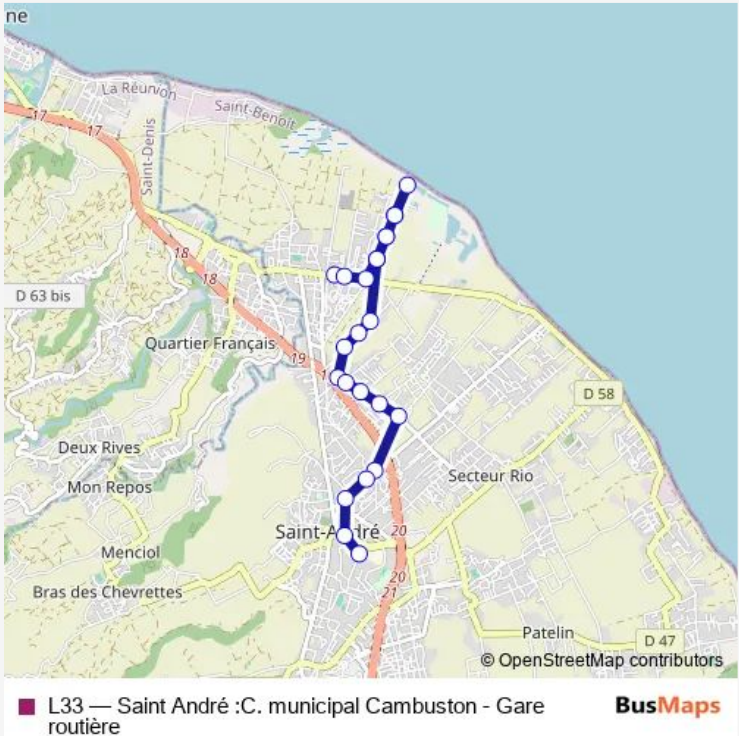 ne
17
17
La Réunion
Saint-Benoît
Saint-Denis
18
18
D 63 bis
Quartier Français
19
1
D 58
Deux Rives
Mon Repos
Secteur Rio
Saint-André
20
Menciol
20
21
Bras des Chevrettes
Patelin
D 47
© OpenStreetMap contributors
L33 — Saint André :C. municipal Cambuston - Gare
routière
BusMaps